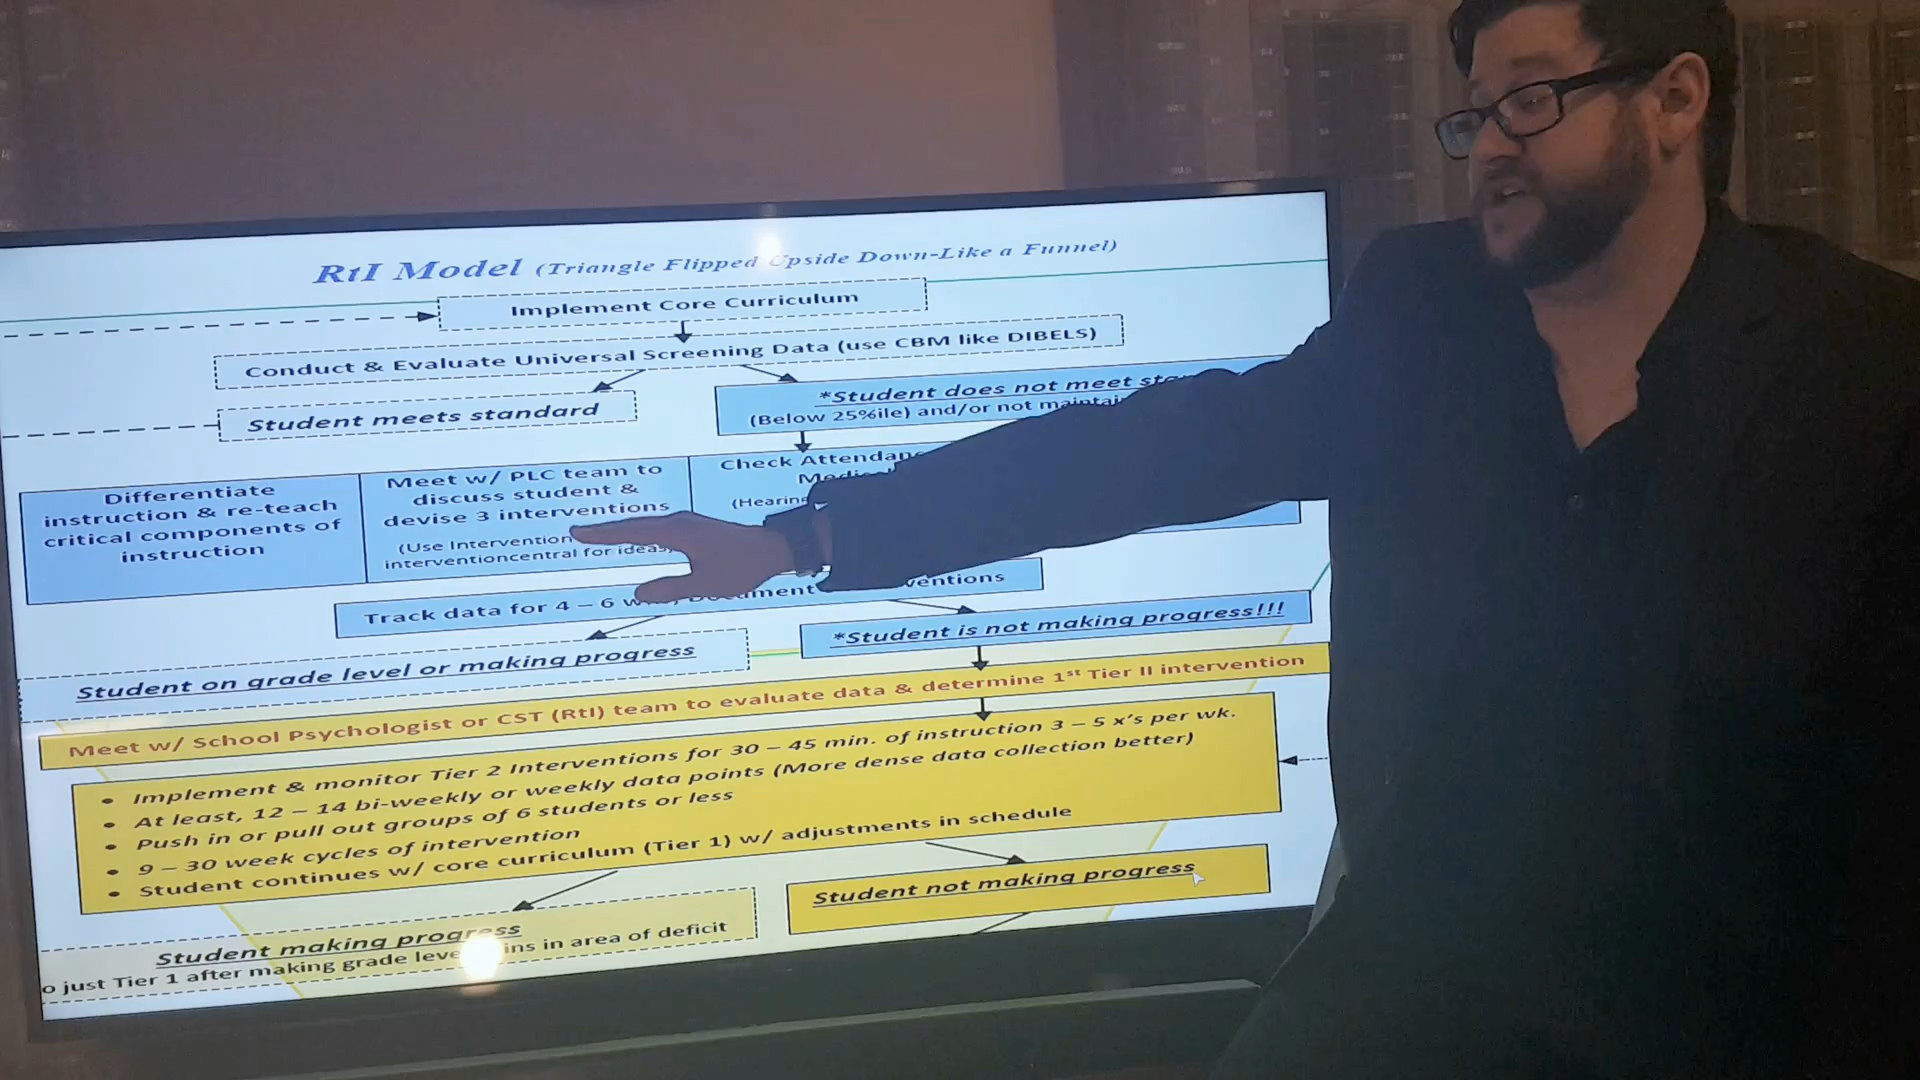 RtI Model (Triangle Flipped Upside Down-Like a Funnel)
Implement Core Curriculum
Conduct & Evaluate Universal Screening Data (use CBM like DIBELS)
Student meets standard
*Student does not meet
(Below 25%ile) and/or not
Differentiate
instruction & re-teach
critical components of
instruction
Meet w/ PLC team to
discuss student &
devise 3 interventions
(Use Intervention
interventioncentral for ideas
Check
Track data for 4 – 6
*Student is not making progress!!!
Student on grade level or making progress
Meet w/ School Psychologist or CST (RtI) team to evaluate data & determine 1st Tier II intervention
• Implement & monitor Tier 2 Interventions for 30 – 45 min. of instruction 3 – 5 x's per wk.
• At least, 12 – 14 bi-weekly or weekly data points (More dense data collection better)
• Push in or pull out groups of 6 students or less
• 9 – 30 week cycles of intervention
• Student continues w/ core curriculum (Tier 1) w/ adjustments in schedule
Student not making progress
Student making progress
just Tier 1 after making grade in area of deficit